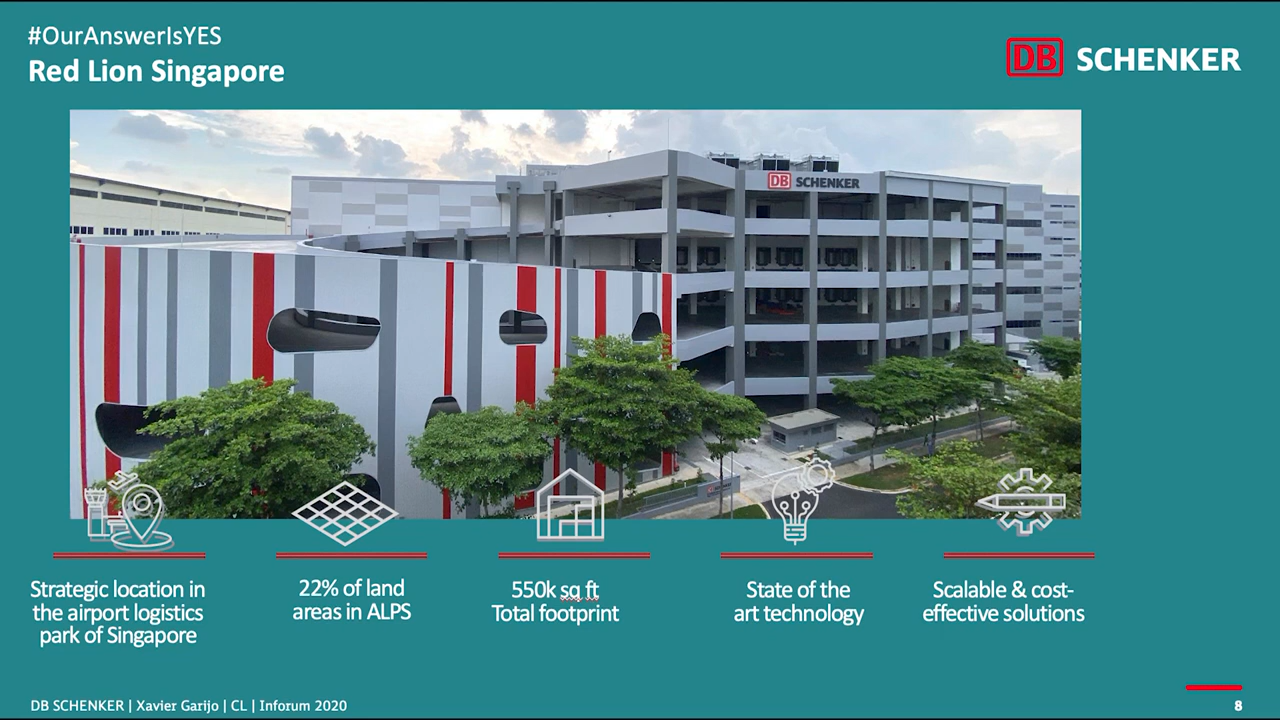 #OurAnswerIsYES
Red Lion Singapore
DB SCHENKER
DB SCHENKER
Strategic location in
the airport logistics
park of Singapore
22% of land
areas in ALPS
550k sq ft
Total footprint
State of the
art technology
Scalable & cost-
effective solutions
DB SCHENKER | Xavier Garijo | CL | Inforum 2020
8